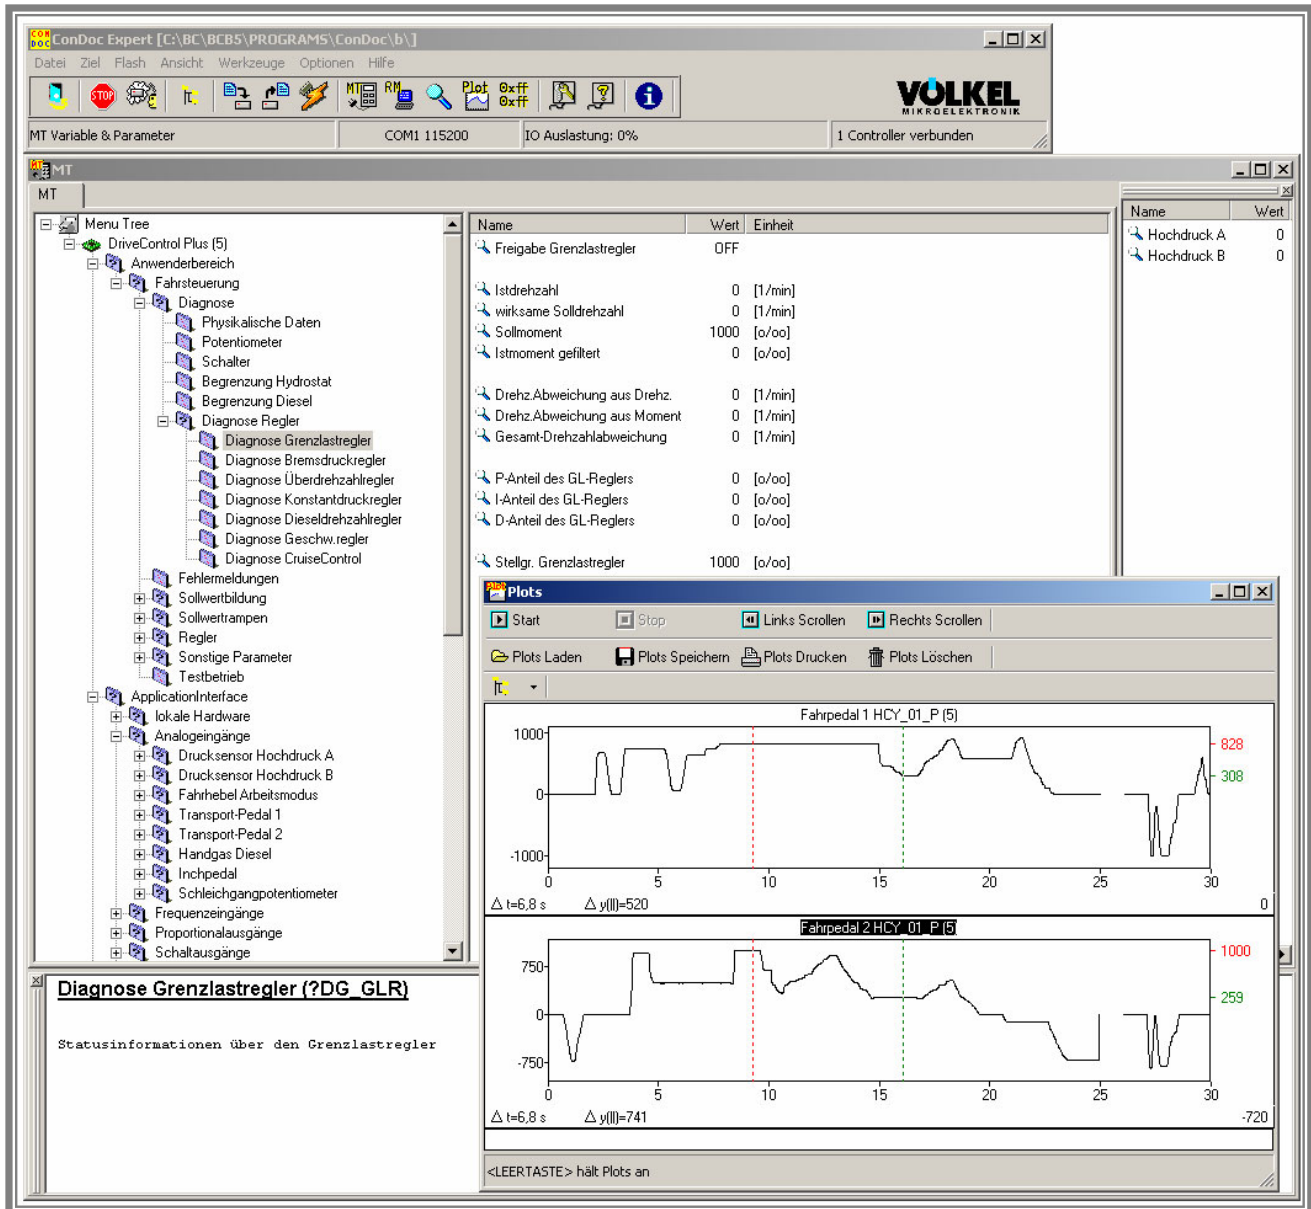 CON DOC ConDoc Expert [C:\BC\BCB5\PROGRAMS\ConDoc\b\]
Datei Ziel Flash Ansicht Werkzeuge Optionen Hilfe
STOP MT RM Plot 0xff 0xff
VÖLKEL
MIKROELEKTRONIK
MT Variable & Parameter COM1 115200 IO Auslastung: 0% 1 Controller verbunden
MT
MT
Menu Tree
DriveControl Plus (5)
Anwenderbereich
Fahrsteuerung
Diagnose
Physikalische Daten
Potentiometer
Schalter
Begrenzung Hydrostat
Begrenzung Diesel
Diagnose Regler
Diagnose Grenzlastregler
Diagnose Bremsdruckregler
Diagnose Überdrehzahlregler
Diagnose Konstantdruckregler
Diagnose Dieseldrehzahlregler
Diagnose Geschw.regler
Diagnose CruiseControl
Fehlermeldungen
Sollwertbildung
Sollwertrampen
Regler
Sonstige Parameter
Testbetrieb
ApplicationInterface
lokale Hardware
Analogeingänge
Drucksensor Hochdruck A
Drucksensor Hochdruck B
Fahrhebel Arbeitsmodus
Transport-Pedal 1
Transport-Pedal 2
Handgas Diesel
Inchpedal
Schleichgangpotentiometer
Frequenzeingänge
Proportionalausgänge
Schaltausgänge
Name Wert Einheit
Freigabe Grenzlastregler OFF
Istdrehzahl 0 [1/min]
wirksame Solldrehzahl 0 [1/min]
Sollmoment 1000 [o/oo]
Istmoment gefiltert 0 [o/oo]
Drehz.Abweichung aus Drehz. 0 [1/min]
Drehz.Abweichung aus Moment 0 [1/min]
Gesamt-Drehzahlabweichung 0 [1/min]
P-Anteil des GL-Reglers 0 [o/oo]
I-Anteil des GL-Reglers 0 [o/oo]
D-Anteil des GL-Reglers 0 [o/oo]
Stellgr. Grenzlastregler 1000 [o/oo]
Name Wert
Hochdruck A 0
Hochdruck B 0
Plots
Start Stop Links Scrollen Rechts Scrollen
Plots Laden Plots Speichern Plots Drucken Plots Löschen
Fahrpedal 1 HCY_01_P (5)
1000
828
308
0
-1000
0 5 10 15 20 25 30
Δ t=6,8 s Δ y(||)=520 0
Fahrpedal 2 HCY_01_P (5)
1000
750
259
0
-750
0 5 10 15 20 25 30
Δ t=6,8 s Δ y(||)=741 -720
<LEERTASTE> hält Plots an
Diagnose Grenzlastregler (?DG_GLR)
Statusinformationen über den Grenzlastregler